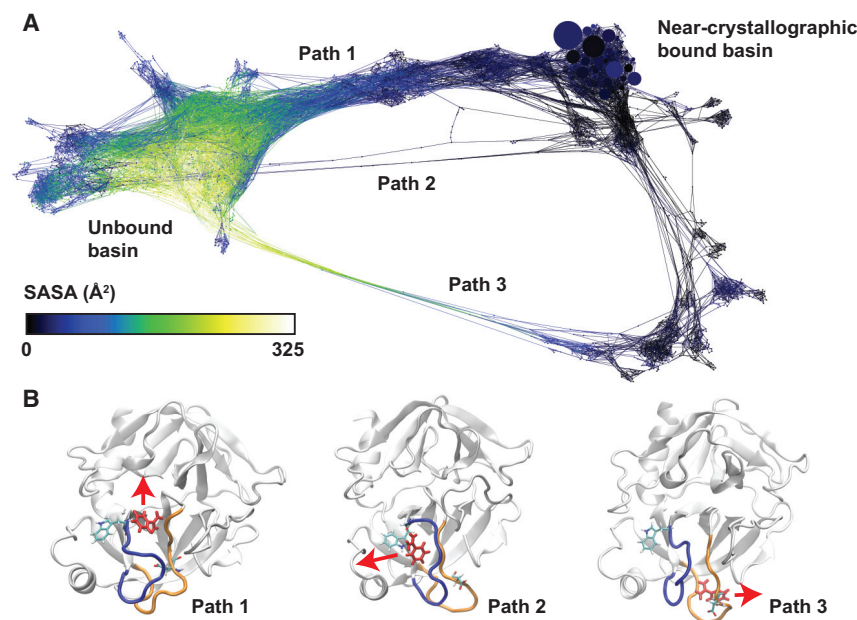 A
Path 1
Near-crystallographic
bound basin
Path 2
Unbound
basin
Path 3
SASA (Å²)
0
325
B
Path 1
Path 2
Path 3